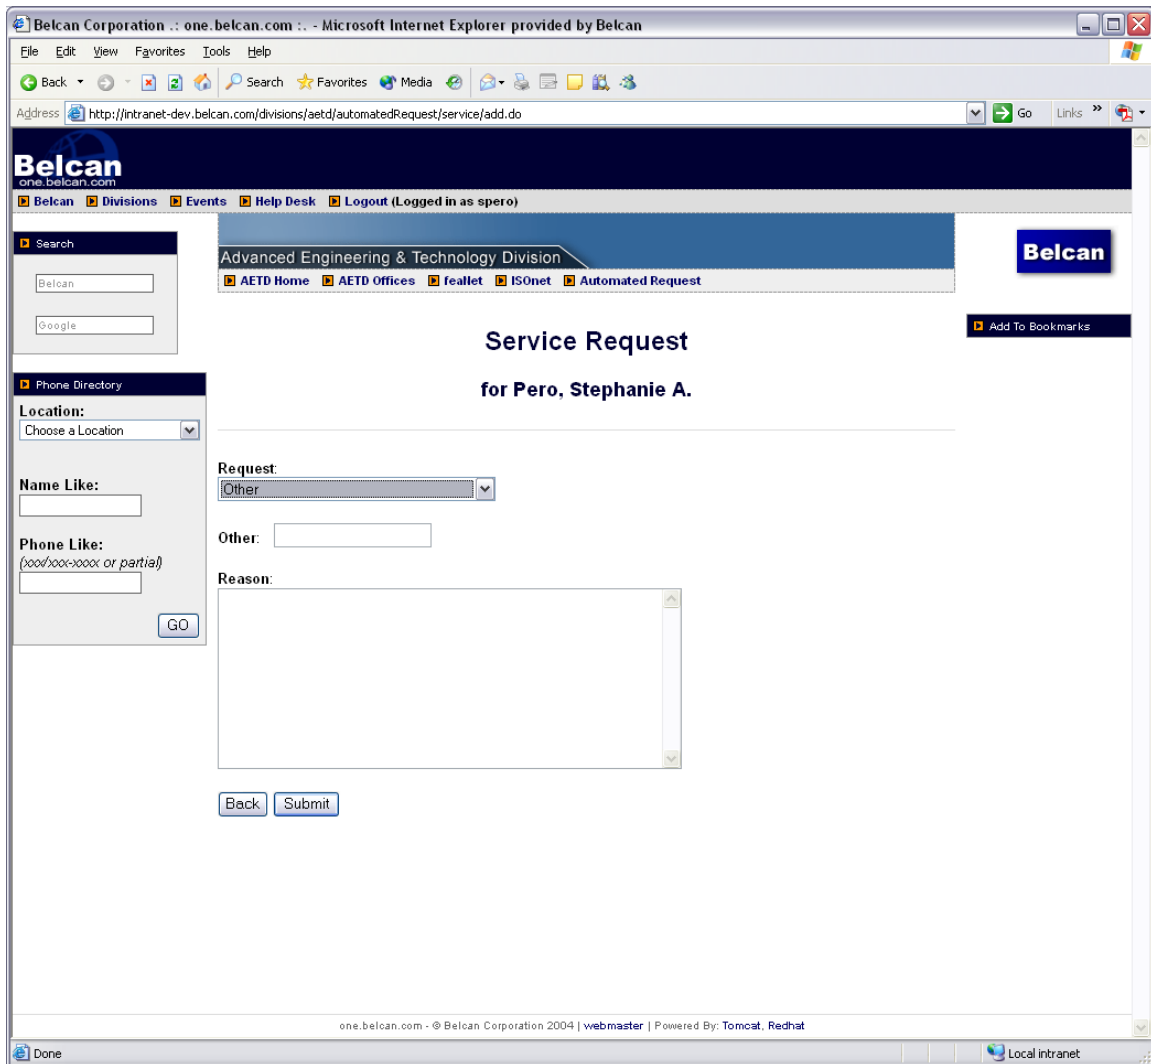 Belcan Corporation .: one.belcan.com :. - Microsoft Internet Explorer provided by Belcan
File Edit View Favorites Tools Help
Back Search Favorites Media
Address http://intranet-dev.belcan.com/divisions/aetd/automatedRequest/service/add.do Go Links »
Belcan
one.belcan.com
Belcan Divisions Events Help Desk Logout (Logged in as spero)
Search
Belcan
Google
Phone Directory
Location:
Choose a Location
Name Like:
Phone Like:
(xxx/xxx-xxxx or partial)
GO
Advanced Engineering & Technology Division
AETD Home AETD Offices feaNet ISOnet Automated Request
Service Request
for Pero, Stephanie A.
Request:
Other
Other:
Reason:
Back Submit
Belcan
Add To Bookmarks
one.belcan.com - © Belcan Corporation 2004 | webmaster | Powered By: Tomcat, Redhat
Done Local intranet